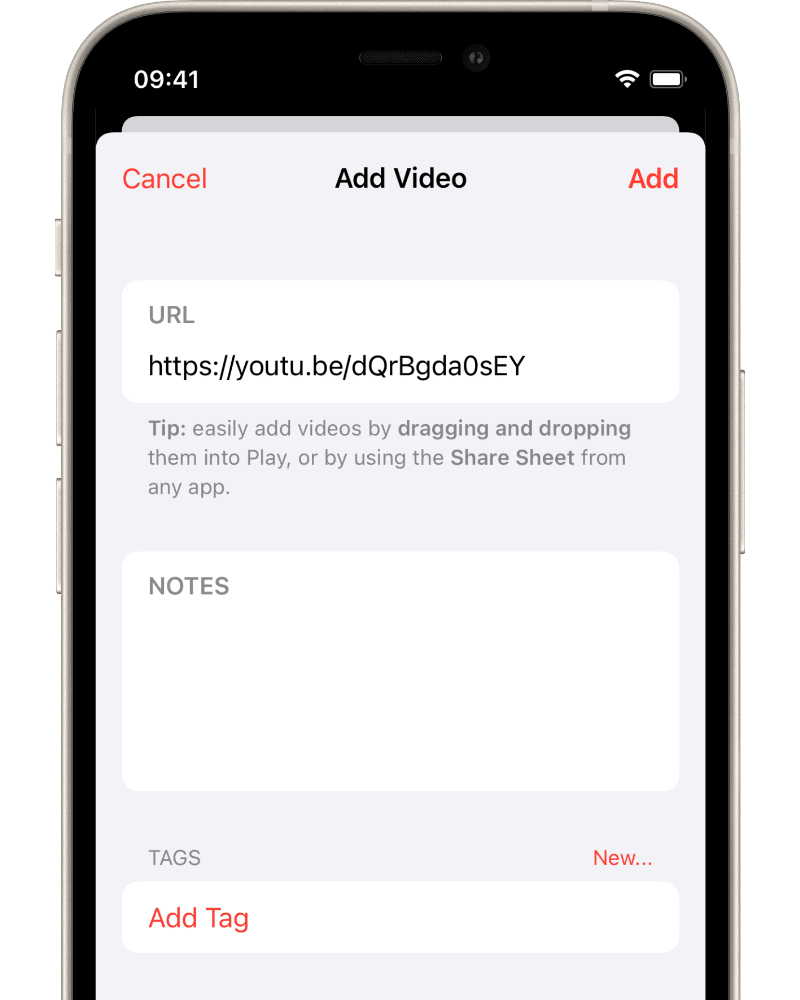 09:41
Cancel Add Video Add
URL
https://youtu.be/dQrBgda0sEY
Tip: easily add videos by dragging and dropping
them into Play, or by using the Share Sheet from
any app.
NOTES
TAGS New...
Add Tag